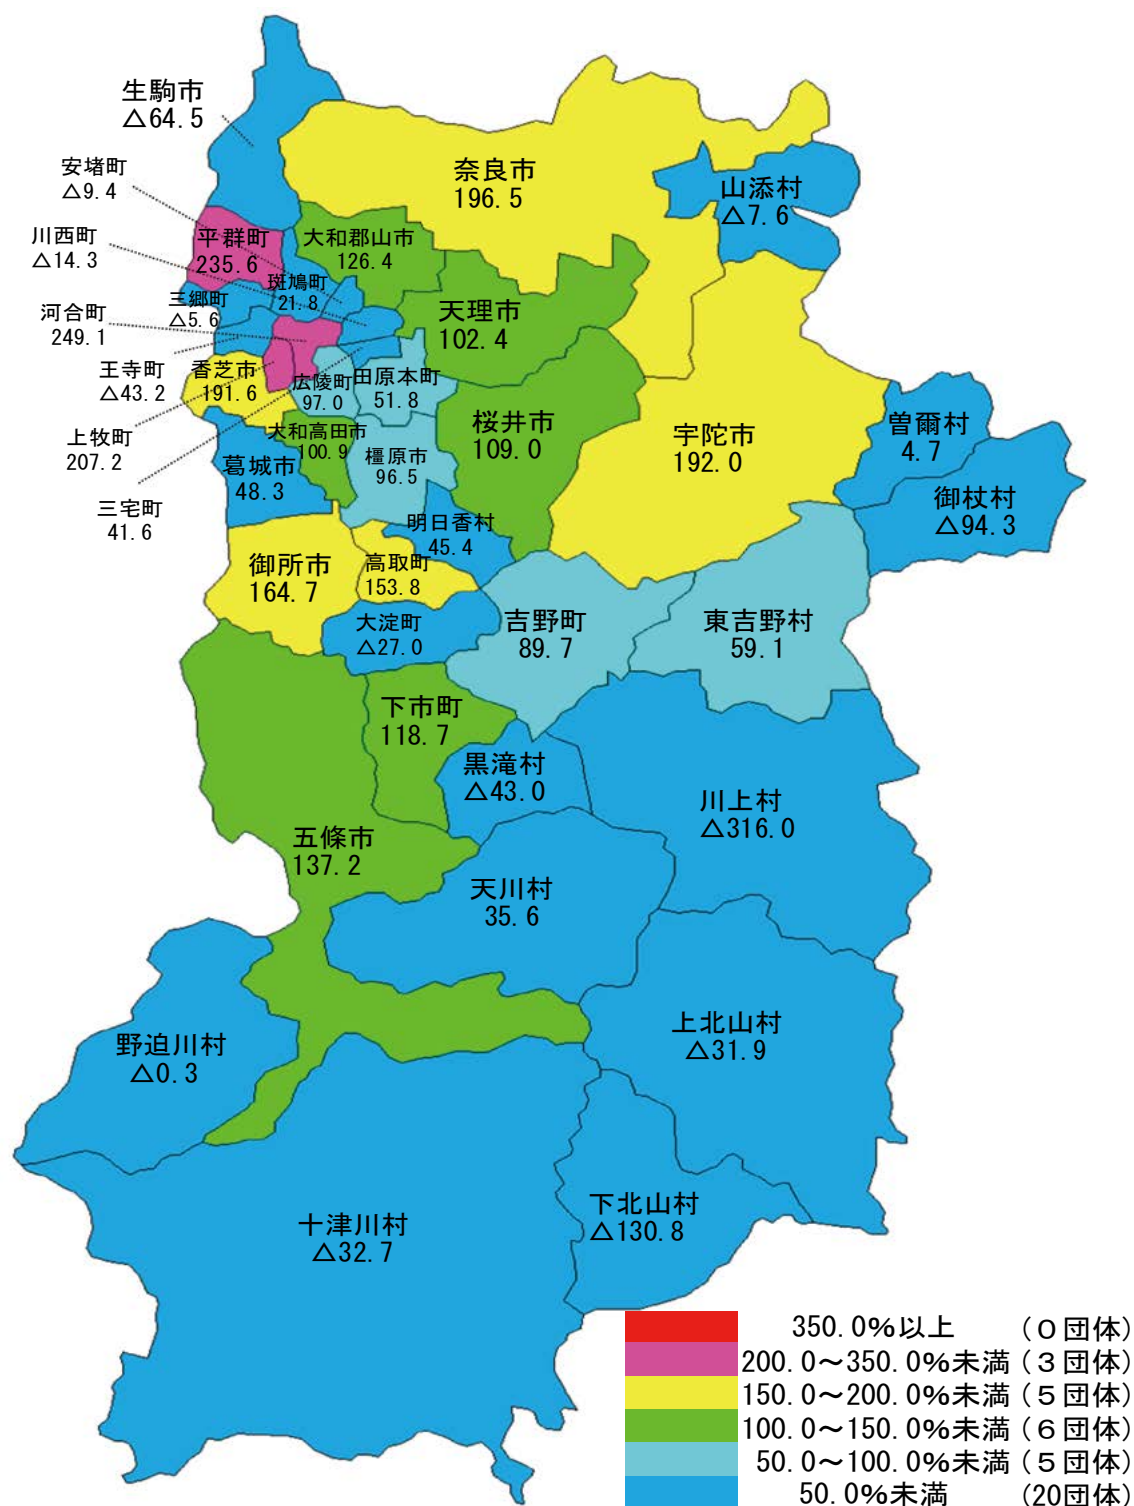 生駒市
△64.5
奈良市
196.5
山添村
△7.6
安堵町
△9.4
川西町
△14.3
平群町
235.6
大和郡山市
126.4
斑鳩町
21.8
三郷町
△5.6
河合町
249.1
天理市
102.4
王寺町
△43.2
香芝市
191.6
広陵町
97.0
田原本町
51.8
上牧町
207.2
大和高田市
100.9
桜井市
109.0
宇陀市
192.0
曽爾村
4.7
葛城市
48.3
橿原市
96.5
御杖村
△94.3
三宅町
41.6
明日香村
45.4
御所市
164.7
高取町
153.8
大淀町
△27.0
吉野町
89.7
東吉野村
59.1
下市町
118.7
黒滝村
△43.0
川上村
△316.0
五條市
137.2
天川村
35.6
上北山村
△31.9
野迫川村
△0.3
下北山村
△130.8
十津川村
△32.7
350.0%以上 (0団体)
200.0～350.0%未満(3団体)
150.0～200.0%未満(5団体)
100.0～150.0%未満(6団体)
50.0～100.0%未満(5団体)
50.0%未満 (20団体)